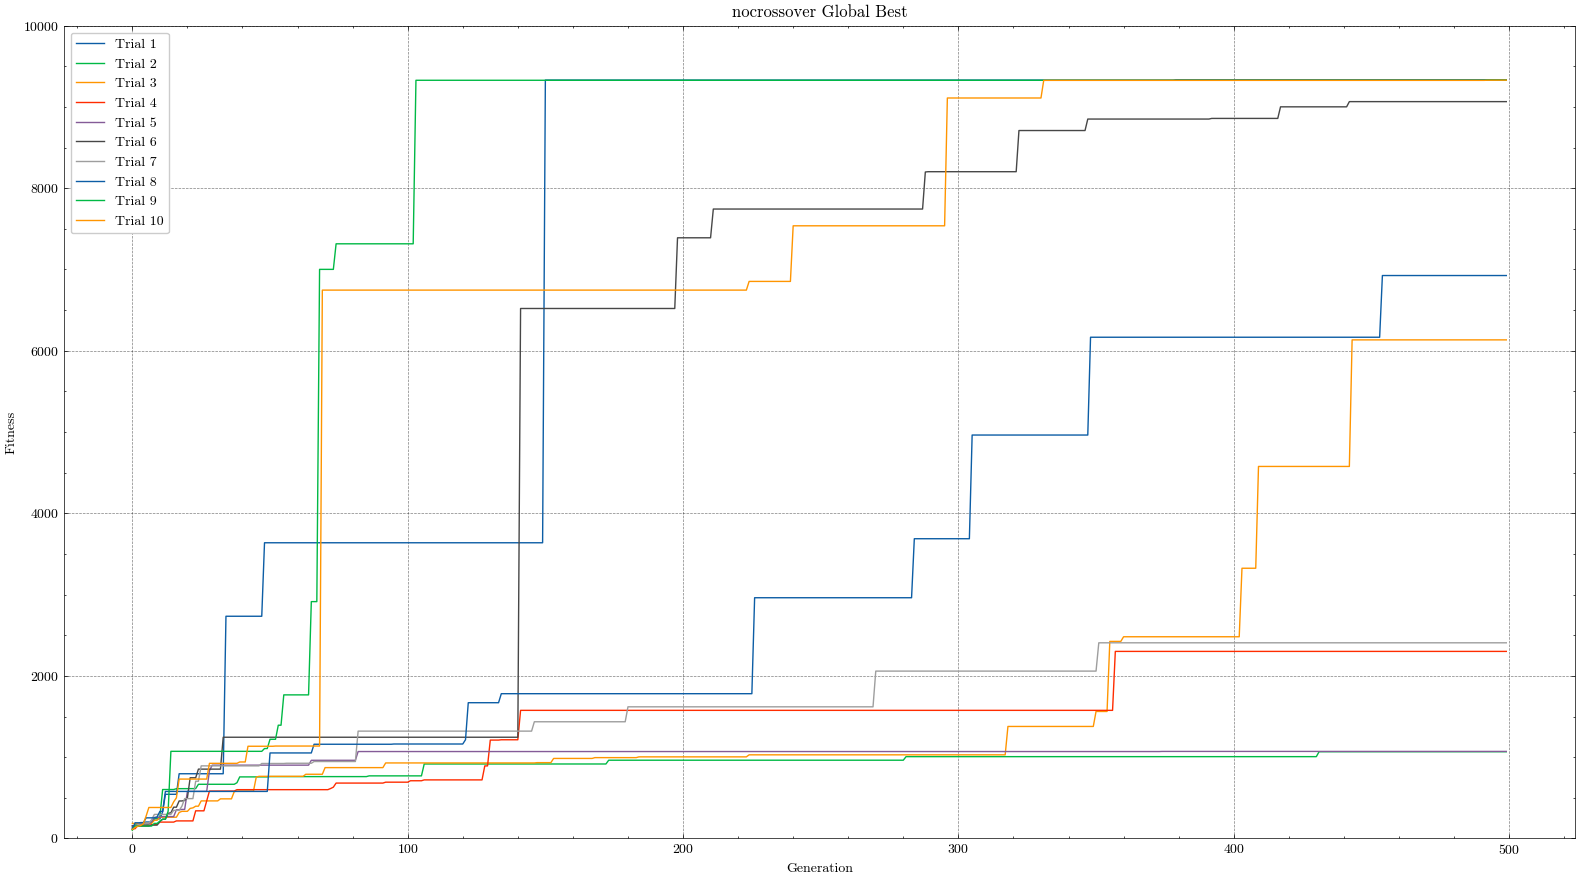 nocrossover Global Best
10000
8000
6000
4000
2000
0
Fitness
Trial 1
Trial 2
Trial 3
Trial 4
Trial 5
Trial 6
Trial 7
Trial 8
Trial 9
Trial 10
0 100 200 300 400 500
Generation